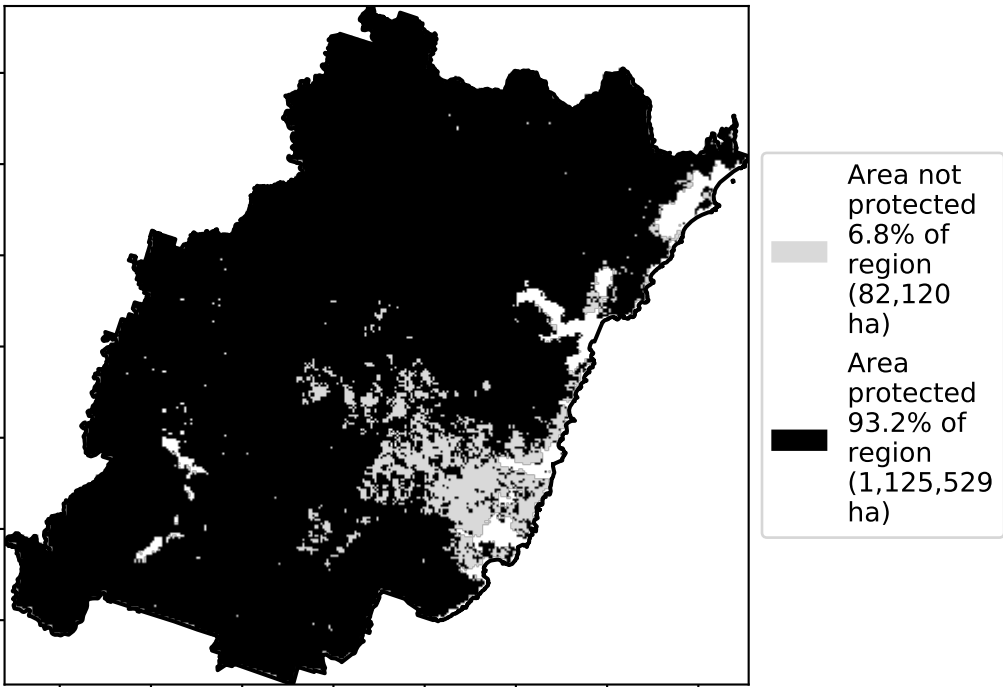 Area not
protected
6.8% of
region
(82,120
ha)
Area
protected
93.2% of
region
(1,125,529
ha)